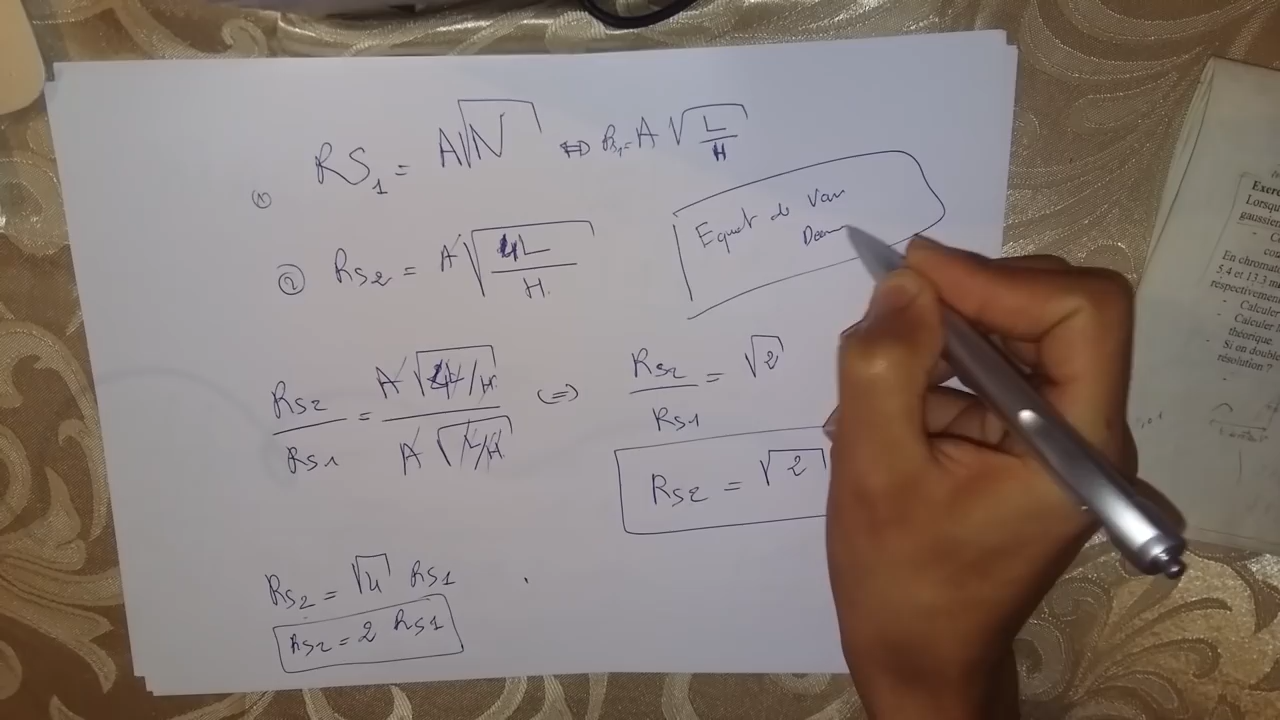 ① RS₁ = A√N ⇔ Rs₁ = A √(L/H)
Equat de Van
Deem
② Rs₂ = A √(4L/H)
Rs₂/Rs₁ = A √(4L/H) / A √(L/H) ⇔ Rs₂/Rs₁ = √2
Rs₂ = √2
Rs₂ = √4 Rs₁
Rs₂ = 2 Rs₁
Exerc
Lorsqu
gaussien
En chromat
5.4 et 13.3 m
respectivemen
- Calculer
- Calculer
théorique.
- Si on double
résolution ?